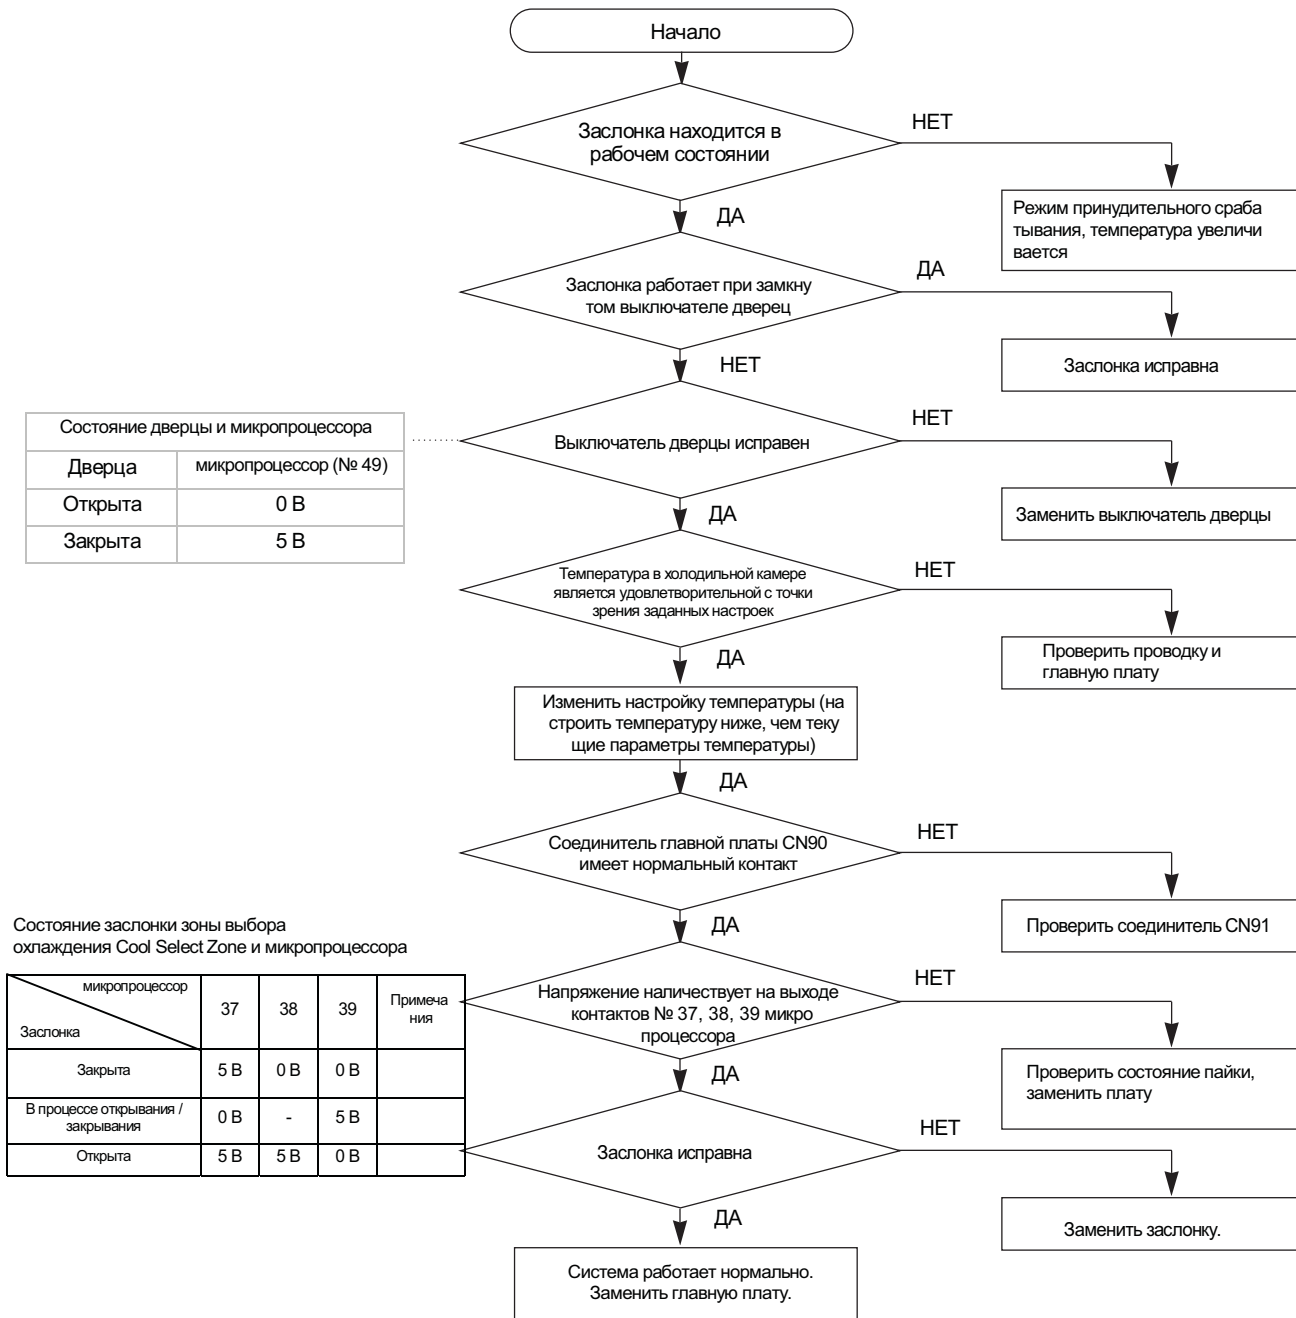 Начало
Заслонка находится в
рабочем состоянии
НЕТ
Режим принудительного сраба
тывания, температура увеличи
вается
ДА
Заслонка работает при замкну
том выключателе дверец
ДА
Заслонка исправна
НЕТ
Состояние дверцы и микропроцессора
Дверца микропроцессор (№ 49)
Открыта 0 В
Закрыта 5 В
Выключатель дверцы исправен
НЕТ
Заменить выключатель дверцы
ДА
Температура в холодильной камере
является удовлетворительной с точки
зрения заданных настроек
НЕТ
Проверить проводку и
главную плату
ДА
Изменить настройку температуры (на
строить температуру ниже, чем теку
щие параметры температуры)
ДА
Соединитель главной платы CN90
имеет нормальный контакт
НЕТ
Проверить соединитель CN91
ДА
Состояние заслонки зоны выбора
охлаждения Cool Select Zone и микропроцессора
микропроцессор
Заслонка
37 38 39 Примеча
ния
Закрыта 5 В 0 В 0 В
В процессе открывания /
закрывания
0 В - 5 В
Открыта 5 В 5 В 0 В
Напряжение наличествует на выходе
контактов № 37, 38, 39 микро
процессора
НЕТ
Проверить состояние пайки,
заменить плату
ДА
Заслонка исправна
НЕТ
Заменить заслонку.
ДА
Система работает нормально.
Заменить главную плату.